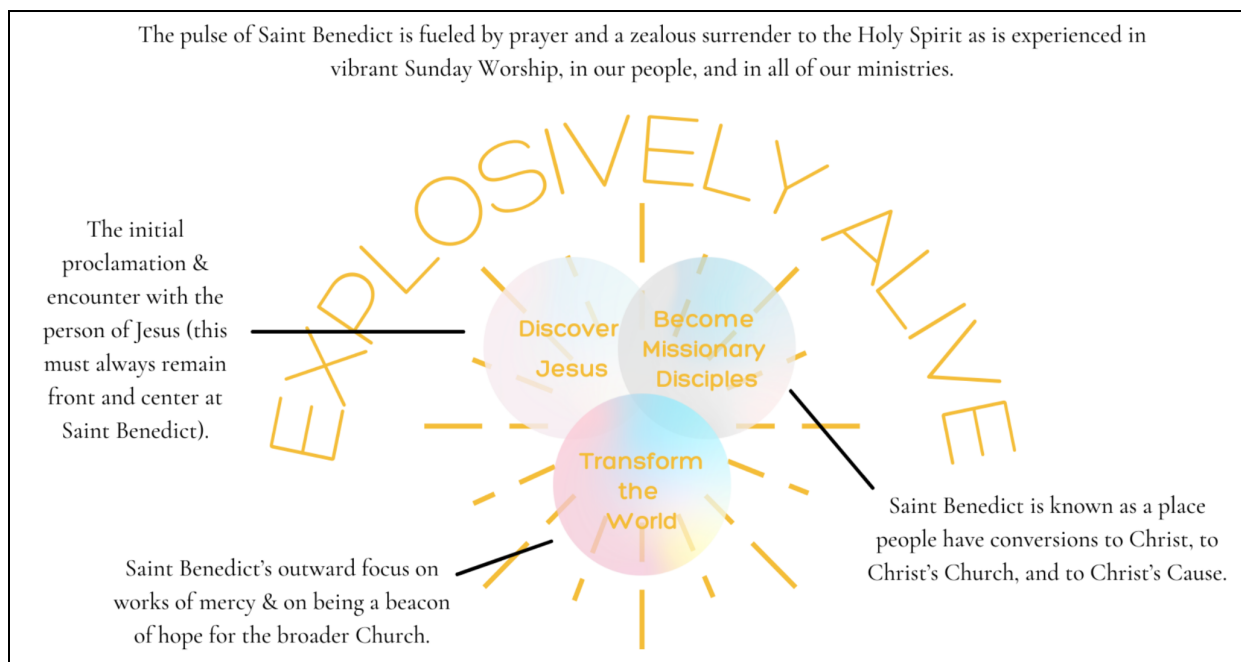 The pulse of Saint Benedict is fueled by prayer and a zealous surrender to the Holy Spirit as is experienced in
vibrant Sunday Worship, in our people, and in all of our ministries.
EXPLOSIVELY ALIVE
The initial
proclamation &
encounter with the
person of Jesus (this
must always remain
front and center at
Saint Benedict).
Discover
Jesus
Become
Missionary
Disciples
Transform
the
World
Saint Benedict is known as a place
people have conversions to Christ, to
Christ's Church, and to Christ's Cause.
Saint Benedict's outward focus on
works of mercy & on being a beacon
of hope for the broader Church.